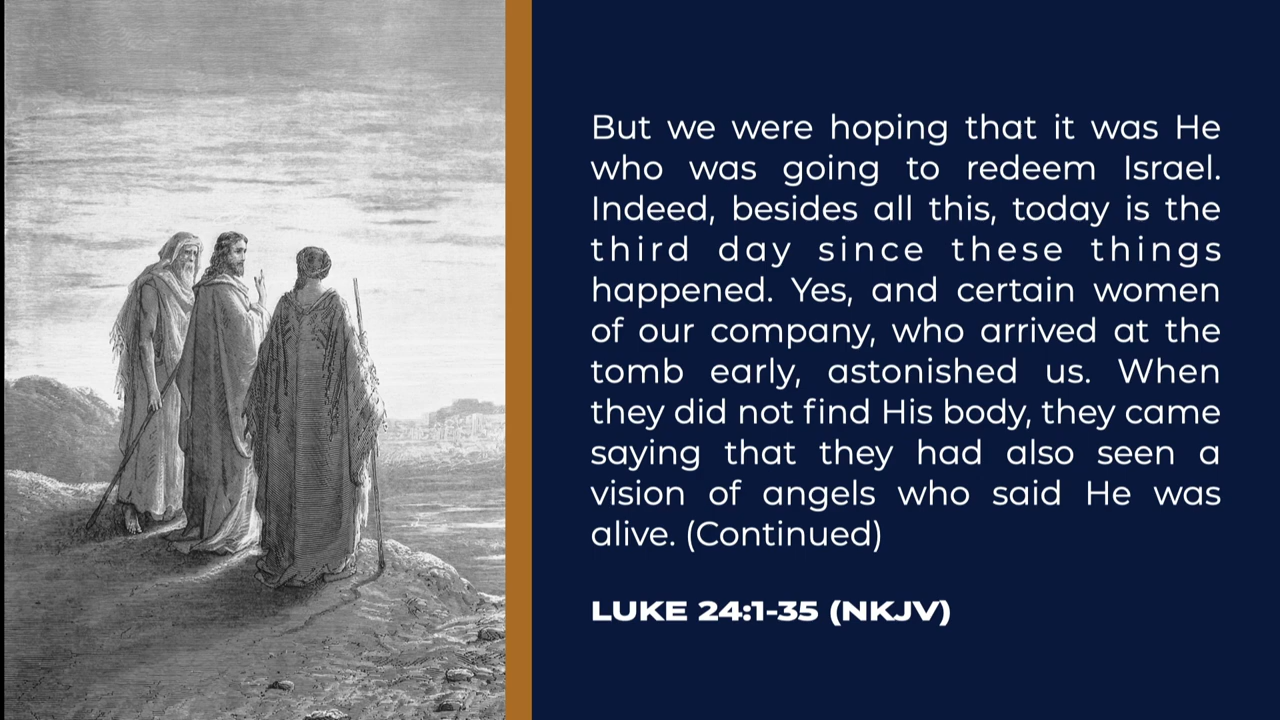 But we were hoping that it was He
who was going to redeem Israel.
Indeed, besides all this, today is the
third day since these things
happened. Yes, and certain women
of our company, who arrived at the
tomb early, astonished us. When
they did not find His body, they came
saying that they had also seen a
vision of angels who said He was
alive. (Continued)
LUKE 24:1-35 (NKJV)